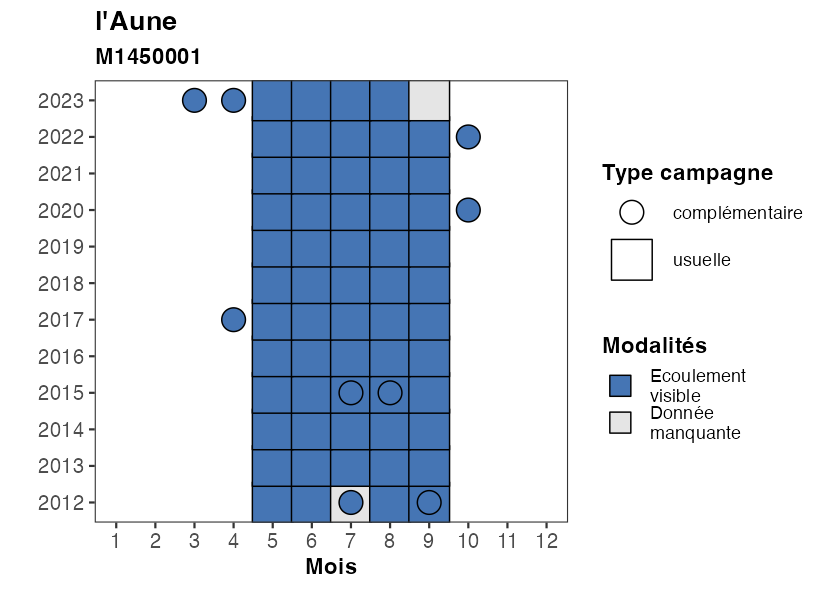 l'Aune
M1450001
2023
2022
2021
2020
2019
2018
2017
2016
2015
2014
2013
2012
1 2 3 4 5 6 7 8 9 10 11 12
Mois
Type campagne
complémentaire
usuelle
Modalités
Ecoulement
visible
Donnée
manquante